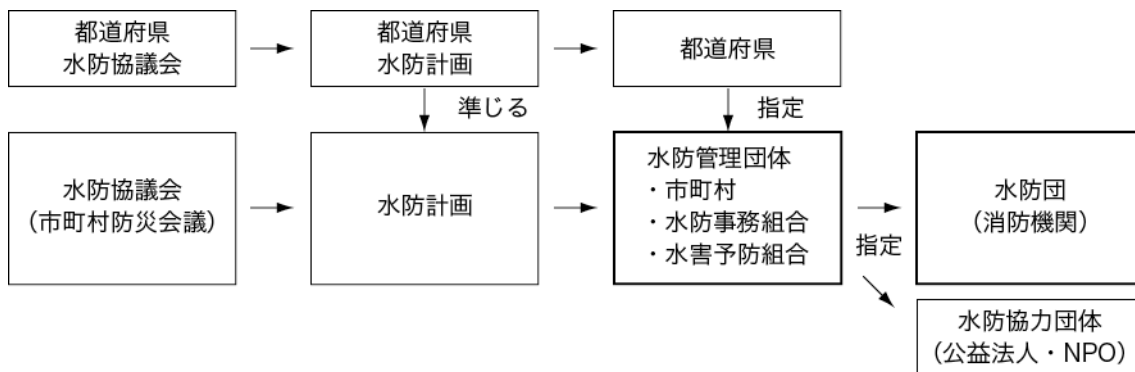 都道府県
水防協議会
都道府県
水防計画
都道府県
準じる
指定
水防協議会
(市町村防災会議)
水防計画
水防管理団体
・市町村
・水防事務組合
・水害予防組合
指定
水防団
(消防機関)
水防協力団体
(公益法人・NPO)